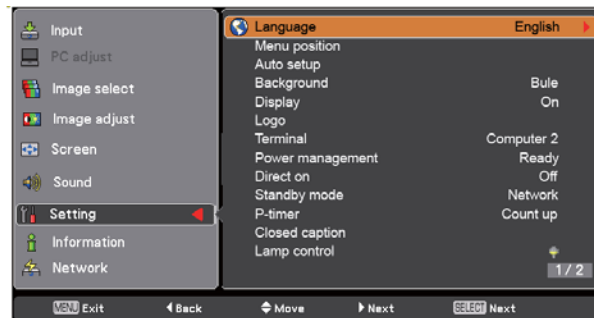 Input
PC adjust
Image select
Image adjust
Screen
Sound
Setting
Information
Network
Language English
Menu position
Auto setup
Background Bule
Display On
Logo
Terminal Computer 2
Power management Ready
Direct on Off
Standby mode Network
P-timer Count up
Closed caption
Lamp control
1 / 2
MENU Exit Back Move Next SELECT Next